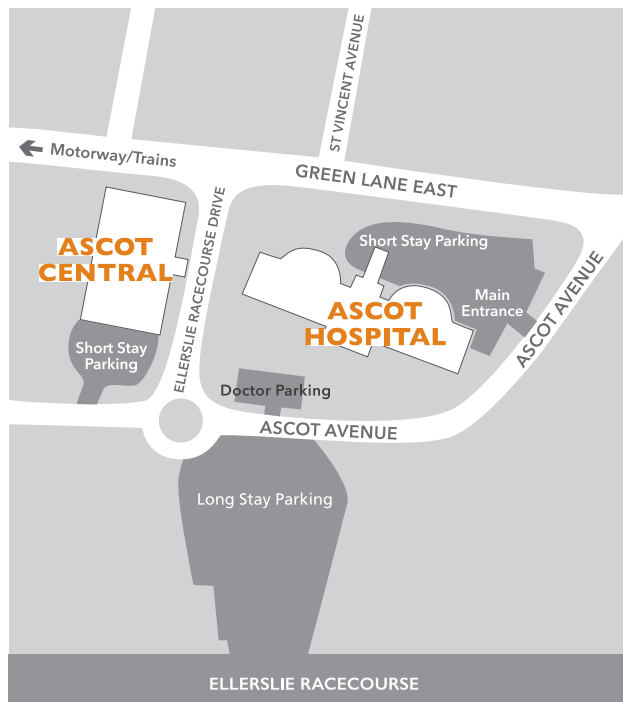 ST VINCENT AVENUE
Motorway/Trains
GREEN LANE EAST
ASCOT
CENTRAL
ELLERSLIE RACECOURSE DRIVE
Short Stay Parking
Main
Entrance
ASCOT AVENUE
ASCOT
HOSPITAL
Short Stay
Parking
Doctor Parking
ASCOT AVENUE
Long Stay Parking
ELLERSLIE RACECOURSE